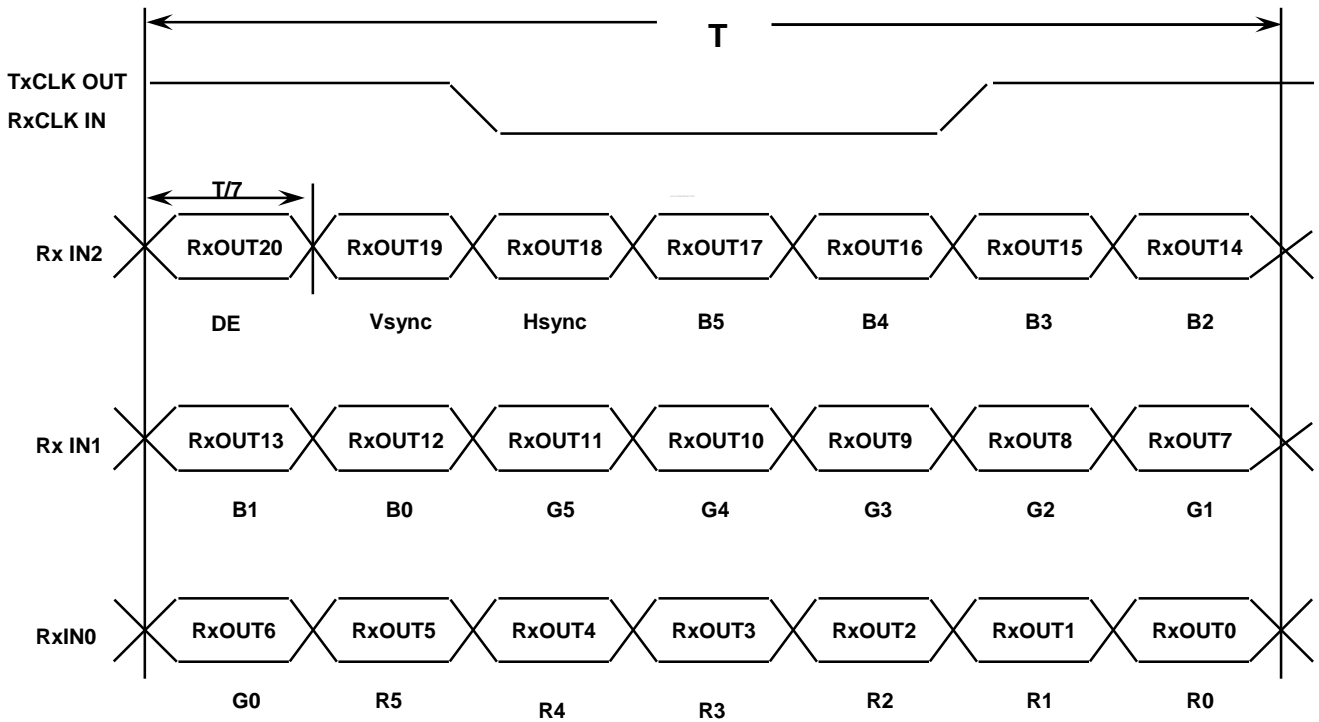 T
TxCLK OUT
RxCLK IN
T/7
Rx IN2 RxOUT20 RxOUT19 RxOUT18 RxOUT17 RxOUT16 RxOUT15 RxOUT14
DE Vsync Hsync B5 B4 B3 B2
Rx IN1 RxOUT13 RxOUT12 RxOUT11 RxOUT10 RxOUT9 RxOUT8 RxOUT7
B1 B0 G5 G4 G3 G2 G1
RxIN0 RxOUT6 RxOUT5 RxOUT4 RxOUT3 RxOUT2 RxOUT1 RxOUT0
G0 R5 R4 R3 R2 R1 R0